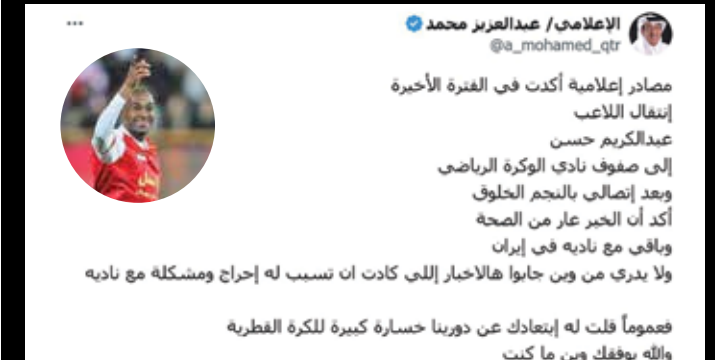 الإعلامي/ عبدالعزيز محمد
@a_mohamed_qtr
مصادر إعلامية أكدت في الفترة الأخيرة
إنتقال اللاعب
عبدالكريم حسن
إلى صفوف نادي الوكرة الرياضي
وبعد إتصالي بالنجم الخلوق
أكد أن الخبر عار من الصحة
وباقي مع ناديه في إيران
ولا يدري من وين جابوا هالاخبار إللي كادت ان تسبب له إحراج ومشكلة مع ناديه
فعموماً قلت له إبتعادك عن دورينا خسارة كبيرة للكرة القطرية
والله يوفقك وين ما كنت